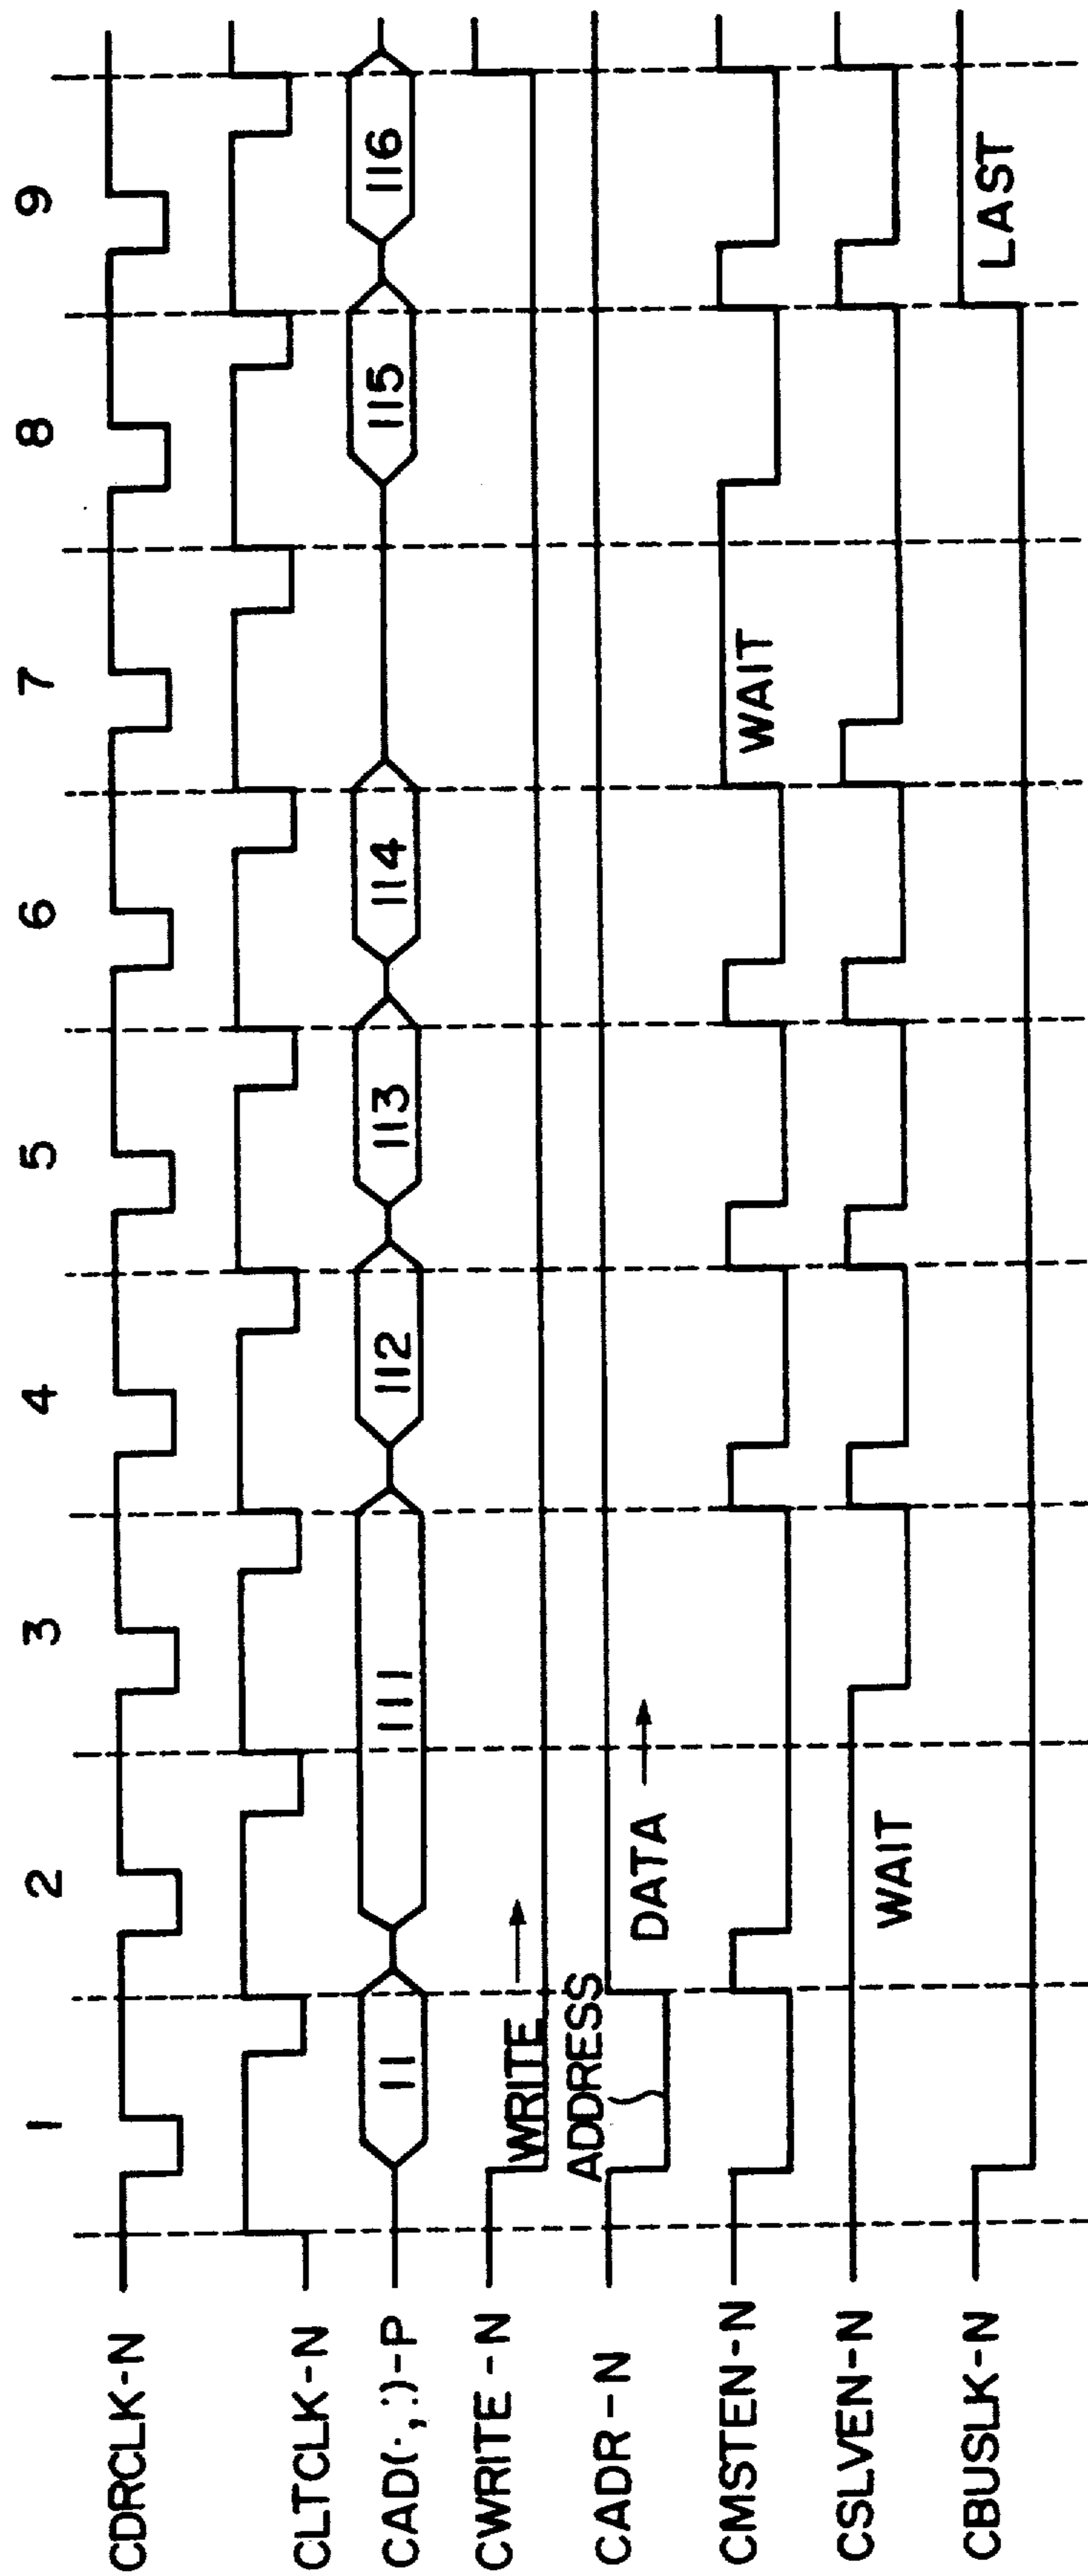 1 2 3 4 5 6 7 8 9
CDRCLK-N
CLTCLK-N
CAD(·,:)-P 11 111 112 113 114 115 116
CWRITE-N WRITE
CADR-N ADDRESS DATA
CMSTEN-N WAIT
CSLVEN-N WAIT
CBUSLK-N LAST